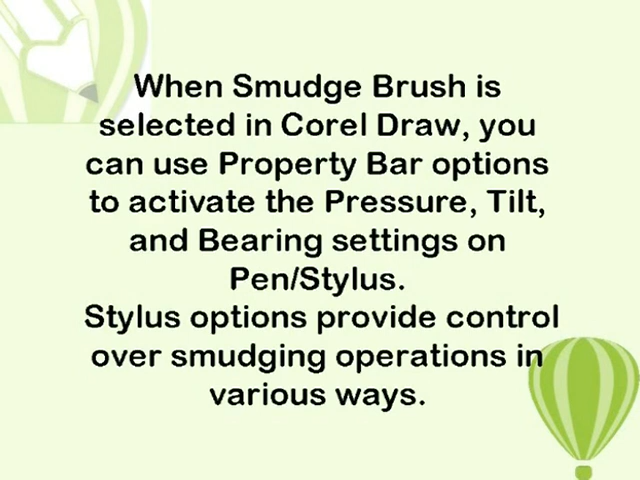 When Smudge Brush is
selected in Corel Draw, you
can use Property Bar options
to activate the Pressure, Tilt,
and Bearing settings on
Pen/Stylus.
Stylus options provide control
over smudging operations in
various ways.